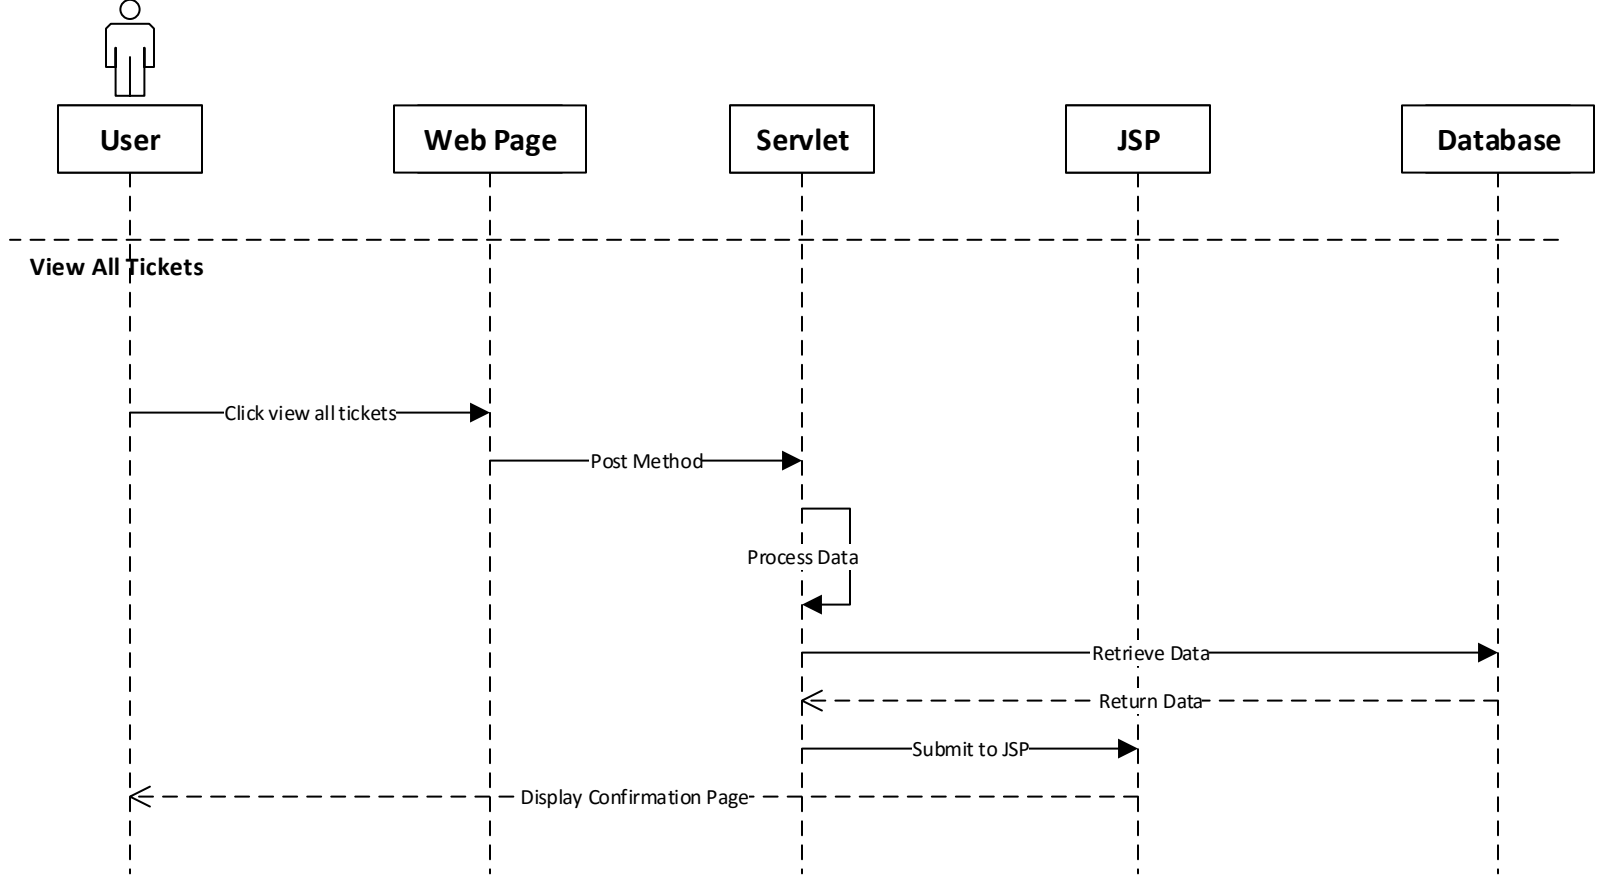 User
Web Page
Servlet
JSP
Database
View All Tickets
Click view all tickets
Post Method
Process Data
Retrieve Data
Return Data
Submit to JSP
Display Confirmation Page